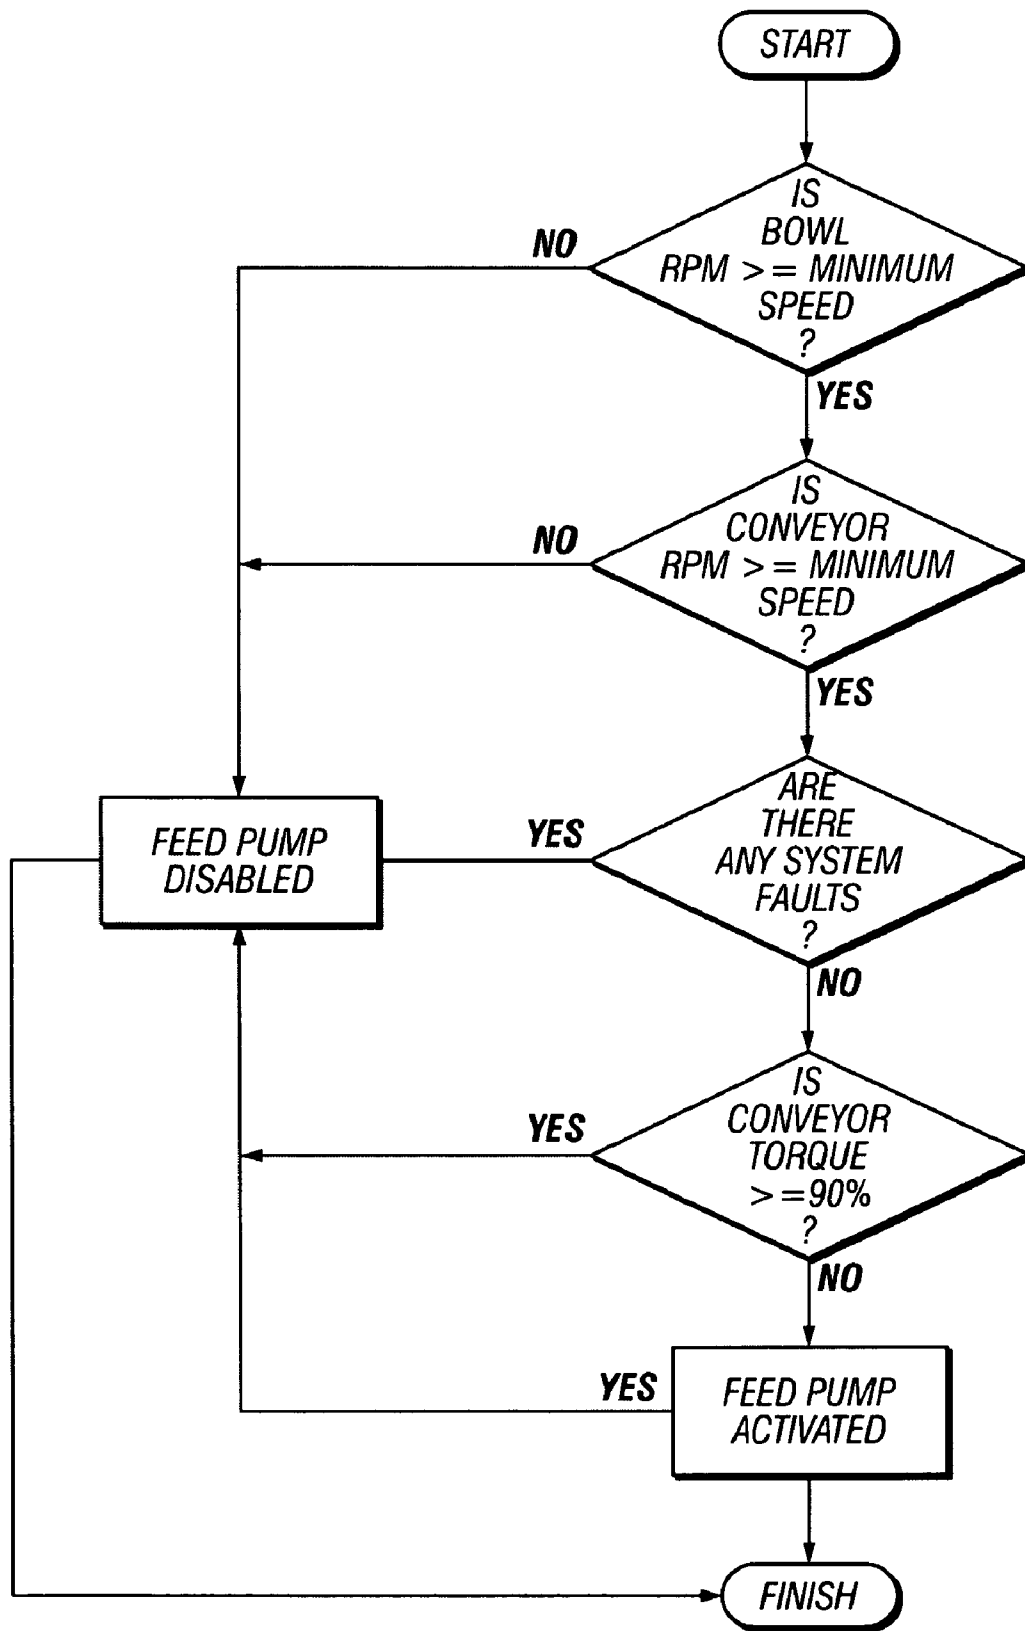 START
IS
BOWL
RPM >= MINIMUM
SPEED
?
NO
YES
IS
CONVEYOR
RPM >= MINIMUM
SPEED
?
NO
YES
ARE
THERE
ANY SYSTEM
FAULTS
?
YES
FEED PUMP
DISABLED
NO
IS
CONVEYOR
TORQUE
>=90%
?
YES
NO
FEED PUMP
ACTIVATED
YES
FINISH